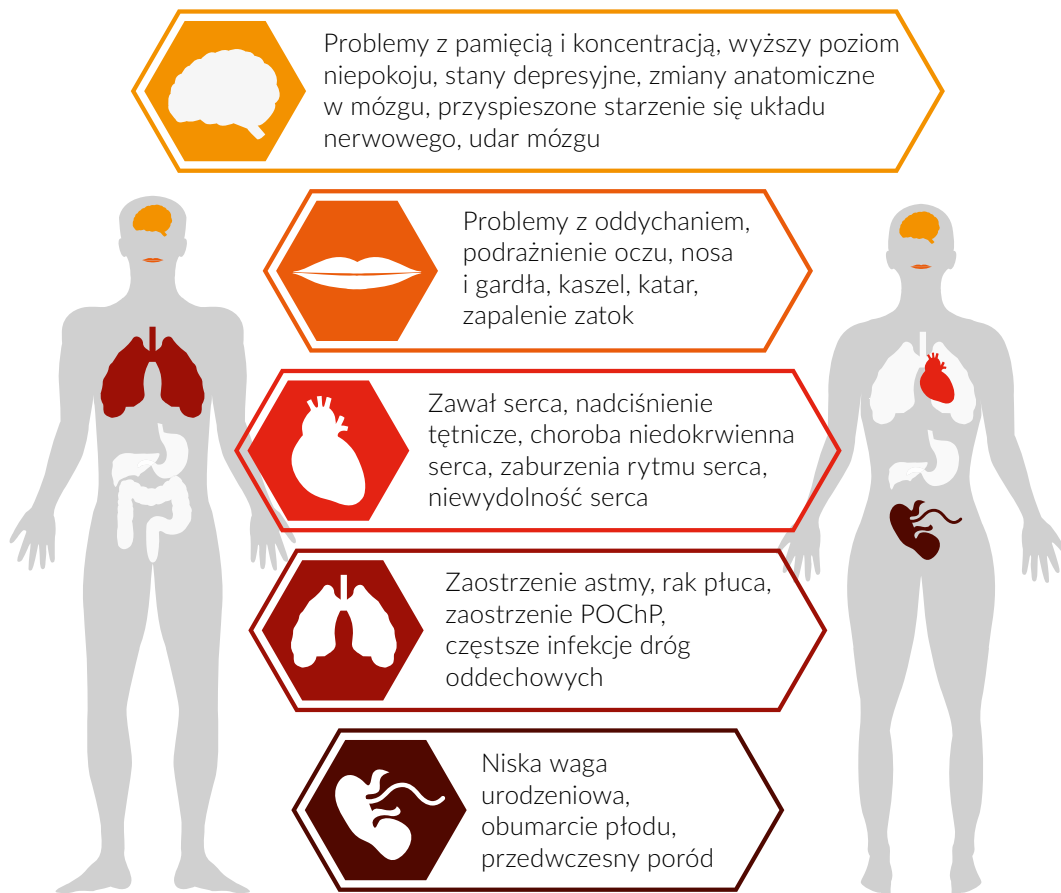 Problemy z pamięcią i koncentracją, wyższy poziom
niepokoju, stany depresyjne, zmiany anatomiczne
w mózgu, przyspieszone starzenie się układu
nerwowego, udar mózgu
Problemy z oddychaniem,
podrażnienie oczu, nosa
i gardła, kaszel, katar,
zapalenie zatok
Zawał serca, nadciśnienie
tętnicze, choroba niedokrwienna
serca, zaburzenia rytmu serca,
niewydolność serca
Zaostrzenie astmy, rak płuca,
zaostrzenie POChP,
częstsze infekcje dróg
oddechowych
Niska waga
urodzeniowa,
obumarcie płodu,
przedwczesny poród